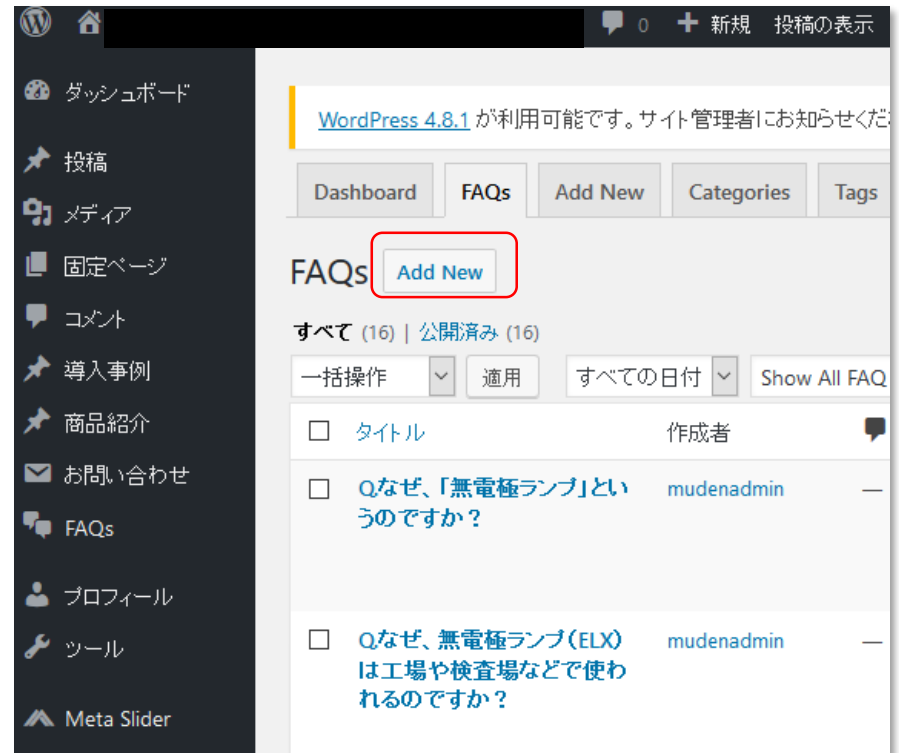 0 新規 投稿の表示
ダッシュボード
投稿
メディア
固定ページ
コメント
導入事例
商品紹介
お問い合わせ
FAQs
プロフィール
ツール
Meta Slider
WordPress 4.8.1 が利用可能です。サイト管理者にお知らせくだ
Dashboard FAQs Add New Categories Tags
FAQs Add New
すべて (16) | 公開済み (16)
一括操作 適用 すべての日付 Show All FAQ
タイトル 作成者
Q.なぜ、「無電極ランプ」とい mudenadmin —
うのですか？
Q.なぜ、無電極ランプ(ELX) mudenadmin —
は工場や検査場などで使わ
れるのですか？